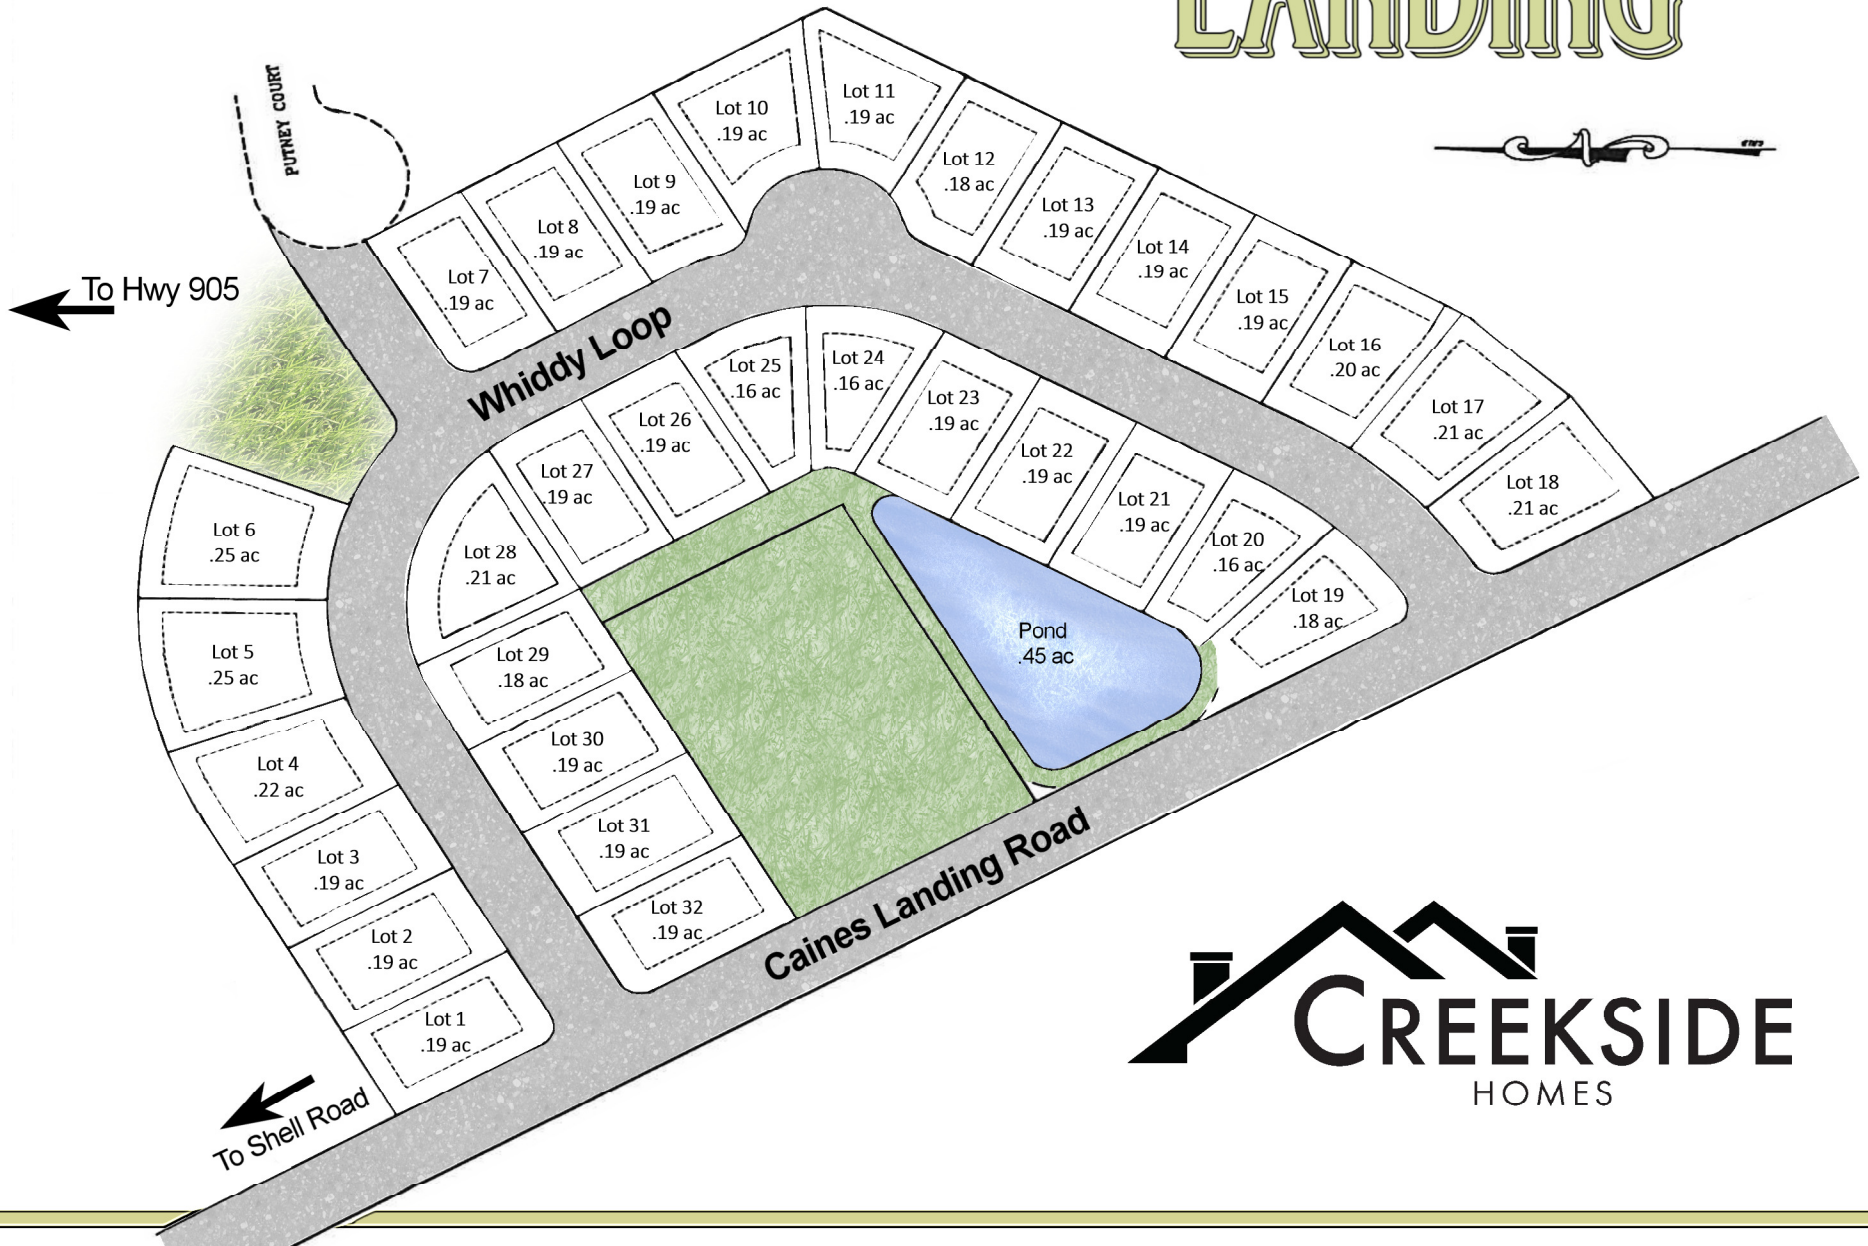 LANDING
PUTNEY COURT
To Hwy 905
Lot 10
.19 ac
Lot 11
.19 ac
Lot 12
.18 ac
Lot 9
.19 ac
Lot 13
.19 ac
Lot 8
.19 ac
Lot 14
.19 ac
Lot 7
.19 ac
Lot 15
.19 ac
Lot 16
.20 ac
Whiddy Loop
Lot 25
.16 ac
Lot 24
.16 ac
Lot 23
.19 ac
Lot 17
.21 ac
Lot 26
.19 ac
Lot 22
.19 ac
Lot 27
.19 ac
Lot 18
.21 ac
Lot 21
.19 ac
Lot 6
.25 ac
Lot 28
.21 ac
Lot 20
.16 ac
Lot 19
.18 ac
Pond
.45 ac
Lot 5
.25 ac
Lot 29
.18 ac
Lot 30
.19 ac
Lot 4
.22 ac
Lot 31
.19 ac
Lot 3
.19 ac
Lot 32
.19 ac
Caines Landing Road
Lot 2
.19 ac
Lot 1
.19 ac
To Shell Road
CREEKSIDE
HOMES